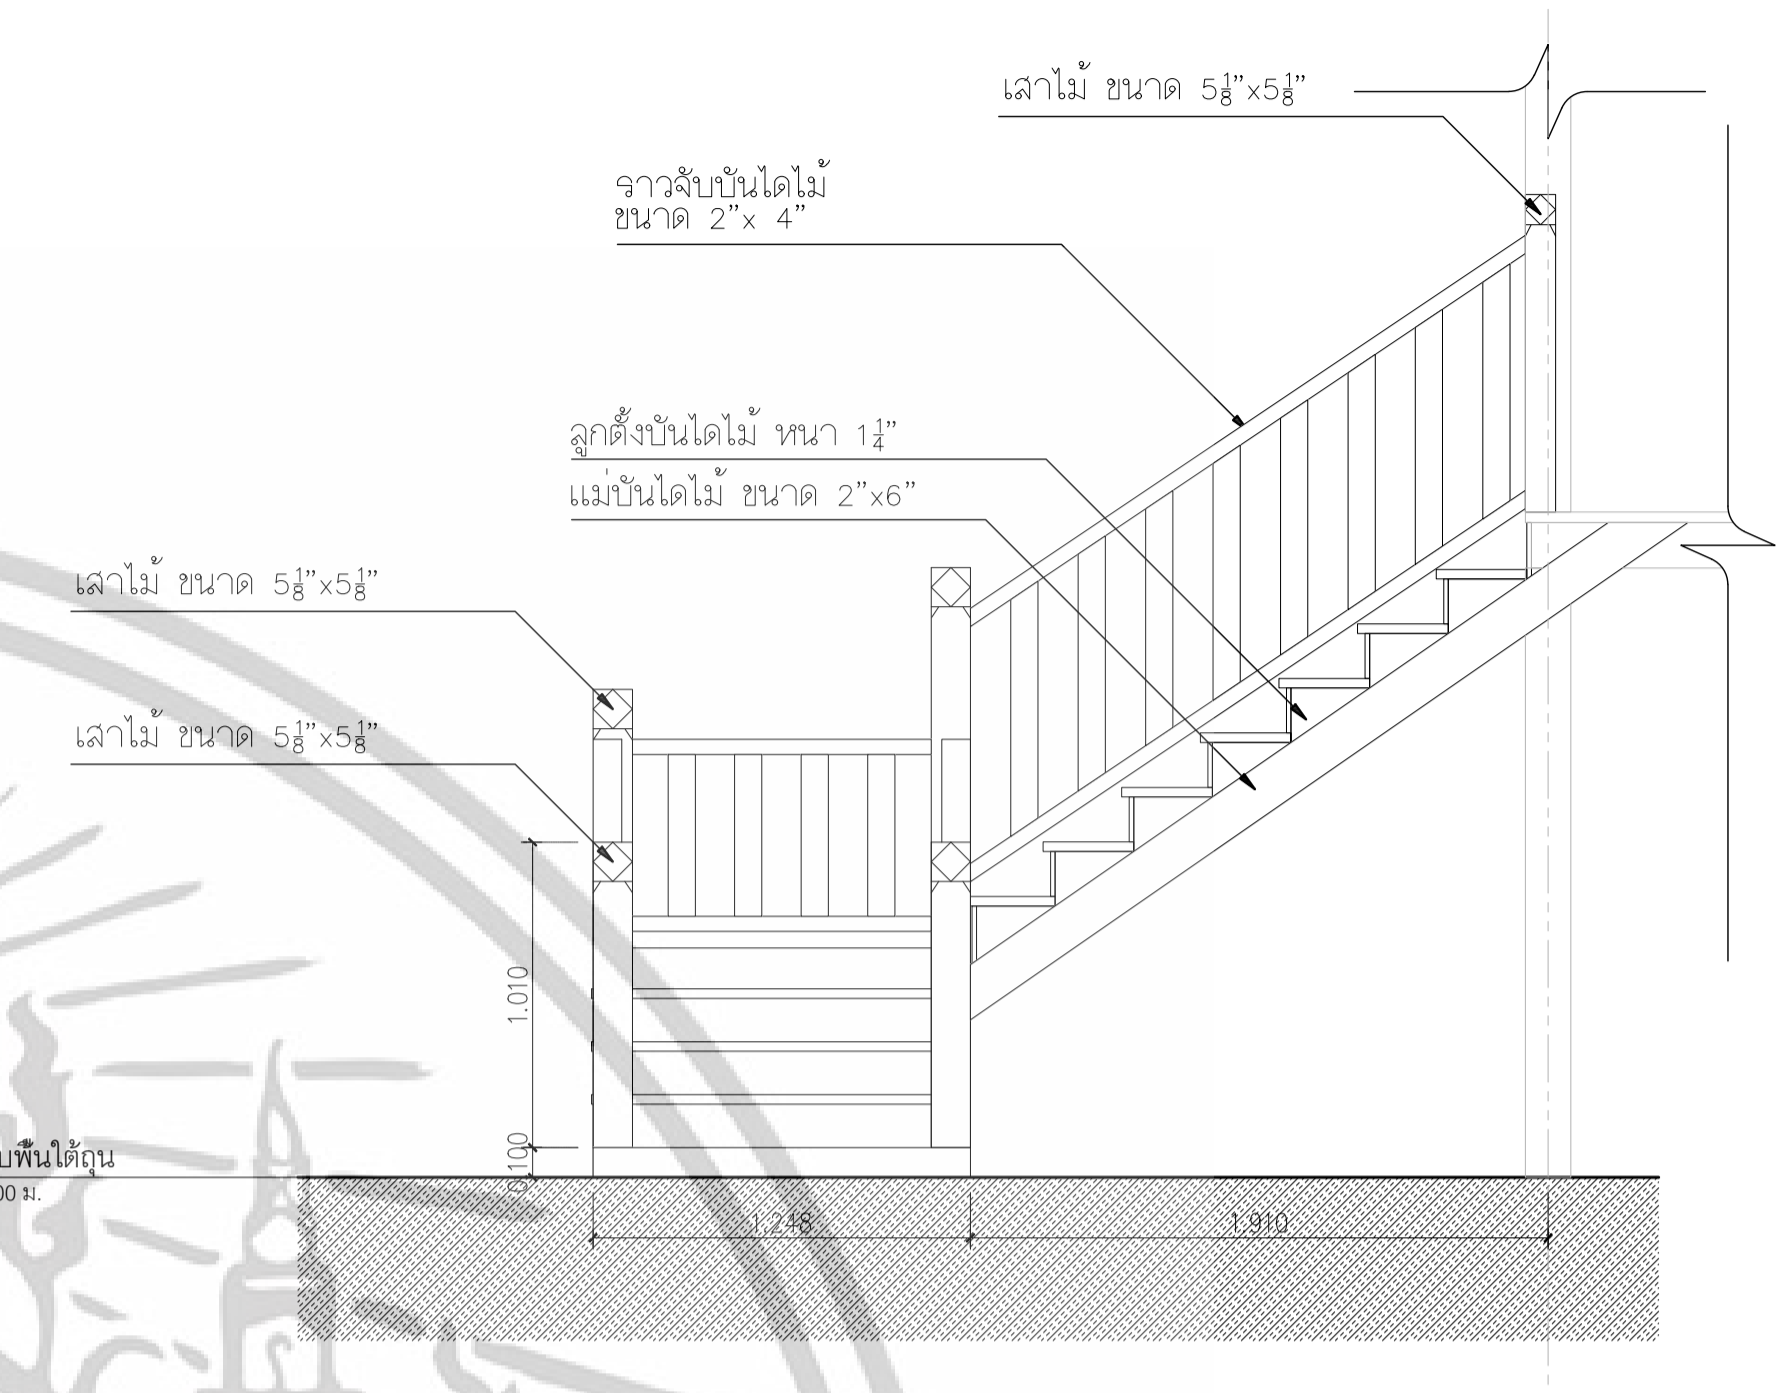 เสาไม้ ขนาด 5⅛”x5⅛”
ราวจับบันไดไม้
ขนาด 2”x 4”
ลูกตั้งบันไดไม้ หนา 1¼”
แม่บันไดไม้ ขนาด 2”x6”
เสาไม้ ขนาด 5⅛”x5⅛”
เสาไม้ ขนาด 5⅛”x5⅛”
1.010
0.100
บพื้นใต้ถุน
00 ม.
1.248
1.910